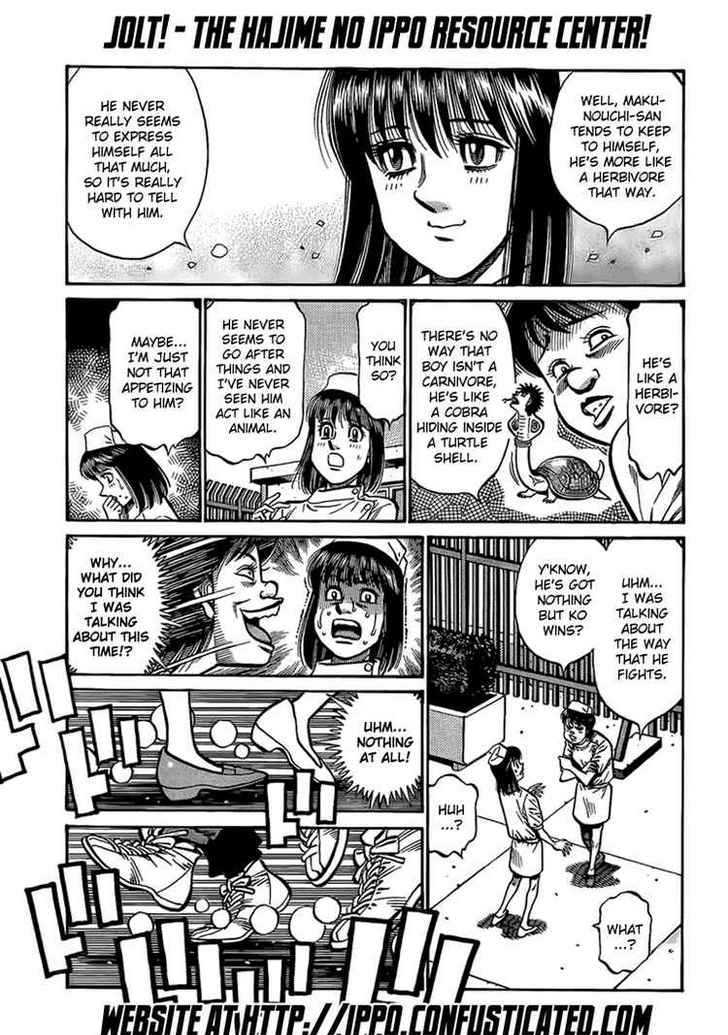 JOLT! - THE HAJIME NO IPPO RESOURCE CENTER!
WELL, MAKU-
NOUCHI-SAN
TENDS TO KEEP
TO HIMSELF,
HE'S MORE LIKE
A HERBIVORE
THAT WAY.
HE NEVER
REALLY SEEMS
TO EXPRESS
HIMSELF ALL
THAT MUCH,
SO IT'S REALLY
HARD TO TELL
WITH HIM.
HE'S
LIKE A
HERBI-
VORE?
THERE'S NO
WAY THAT
BOY ISN'T A
CARNIVORE,
HE'S LIKE
A COBRA
HIDING INSIDE
A TURTLE
SHELL.
YOU
THINK
SO?
HE NEVER
SEEMS TO
GO AFTER
THINGS AND
I'VE NEVER
SEEN HIM
ACT LIKE AN
ANIMAL.
MAYBE...
I'M JUST
NOT THAT
APPETIZING
TO HIM?
UHM...
I WAS
TALKING
ABOUT
THE WAY
THAT HE
FIGHTS.
Y'KNOW,
HE'S GOT
NOTHING
BUT KO
WINS?
HUH
...?
WHAT
...?
WHY...
WHAT DID
YOU THINK
I WAS
TALKING
ABOUT THIS
TIME!?
UHM...
NOTHING
AT ALL!
ドドド
ドドド
WEBSITE AT HTTP://IPPO.CONFUSTICATED.COM